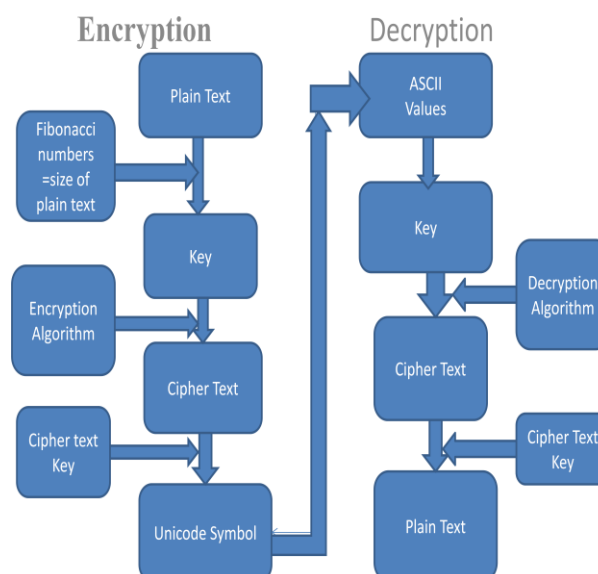 Encryption
Plain Text
Fibonacci
numbers
=size of
plain text
Key
Encryption
Algorithm
Cipher Text
Cipher text
Key
Unicode Symbol
Decryption
ASCII
Values
Key
Decryption
Algorithm
Cipher Text
Cipher Text
Key
Plain Text